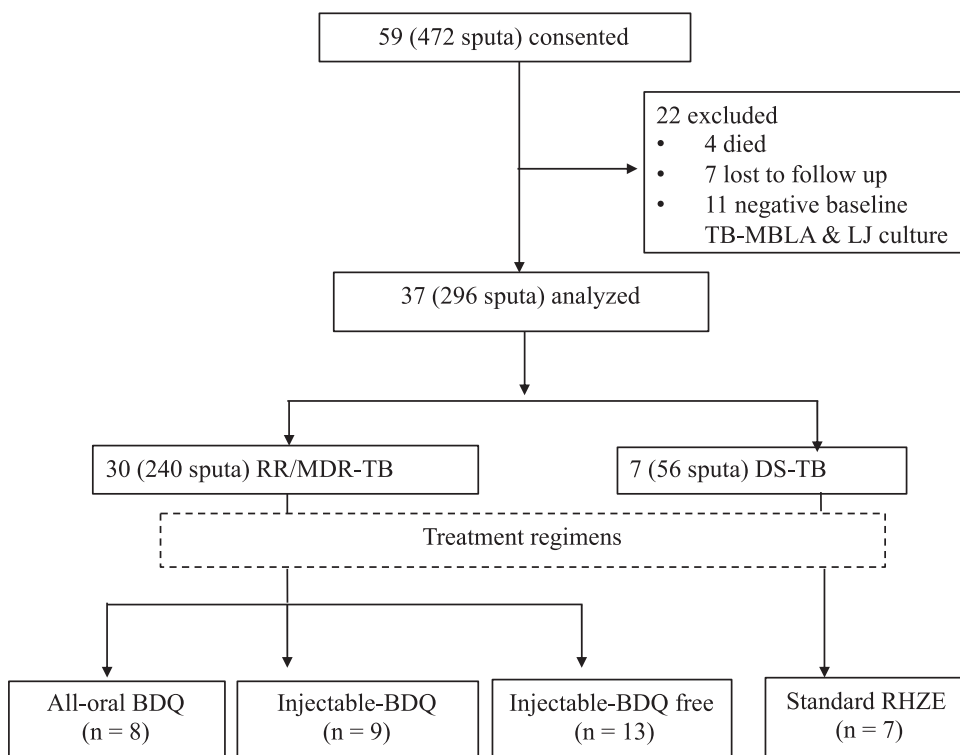 59 (472 sputa) consented
22 excluded
• 4 died
• 7 lost to follow up
• 11 negative baseline
TB-MBLA & LJ culture
37 (296 sputa) analyzed
30 (240 sputa) RR/MDR-TB
7 (56 sputa) DS-TB
Treatment regimens
All-oral BDQ
(n = 8)
Injectable-BDQ
(n = 9)
Injectable-BDQ free
(n = 13)
Standard RHZE
(n = 7)